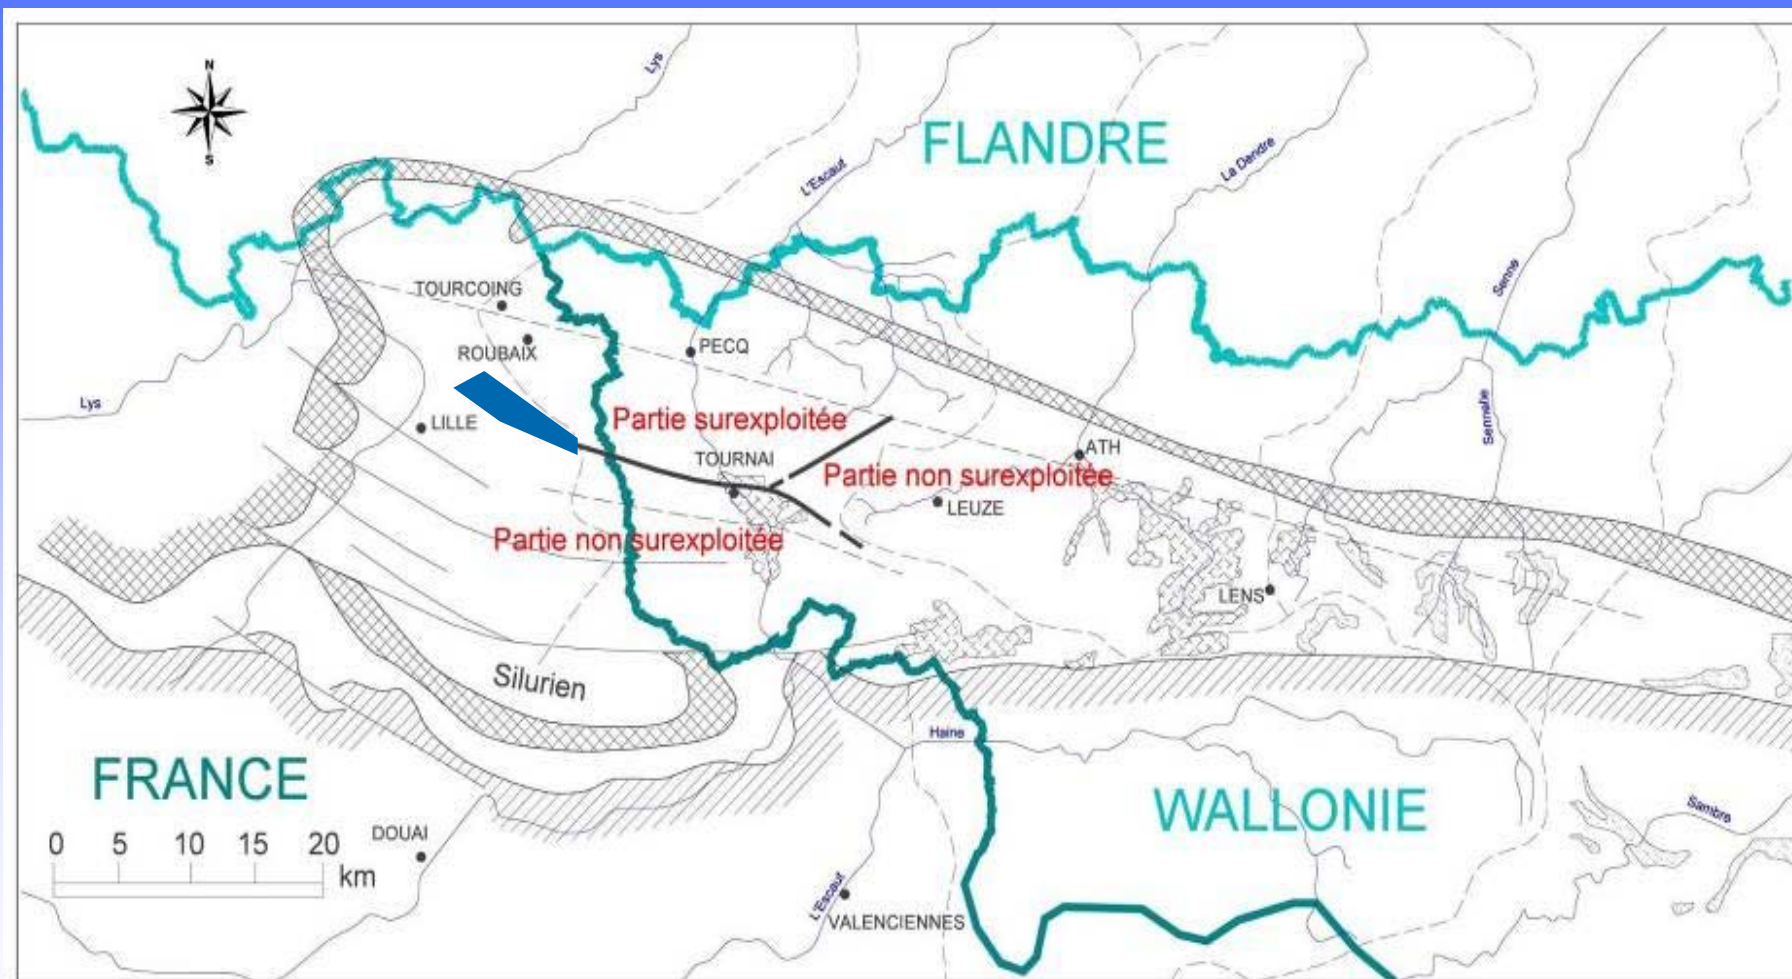 N
S
Lys
FLANDRE
L'Escaut
La Dendre
Senne
TOURCOING
ROUBAIX
PECQ
Lys
LILLE
Partie surexploitée
TOURNAI
ATH
Partie non surexploitée
LEUZE
Partie non surexploitée
LENS
Silurien
Haine
FRANCE
WALLONIE
Sambre
0 5 10 15 20
km
DOUAI
L'Escaut
VALENCIENNES